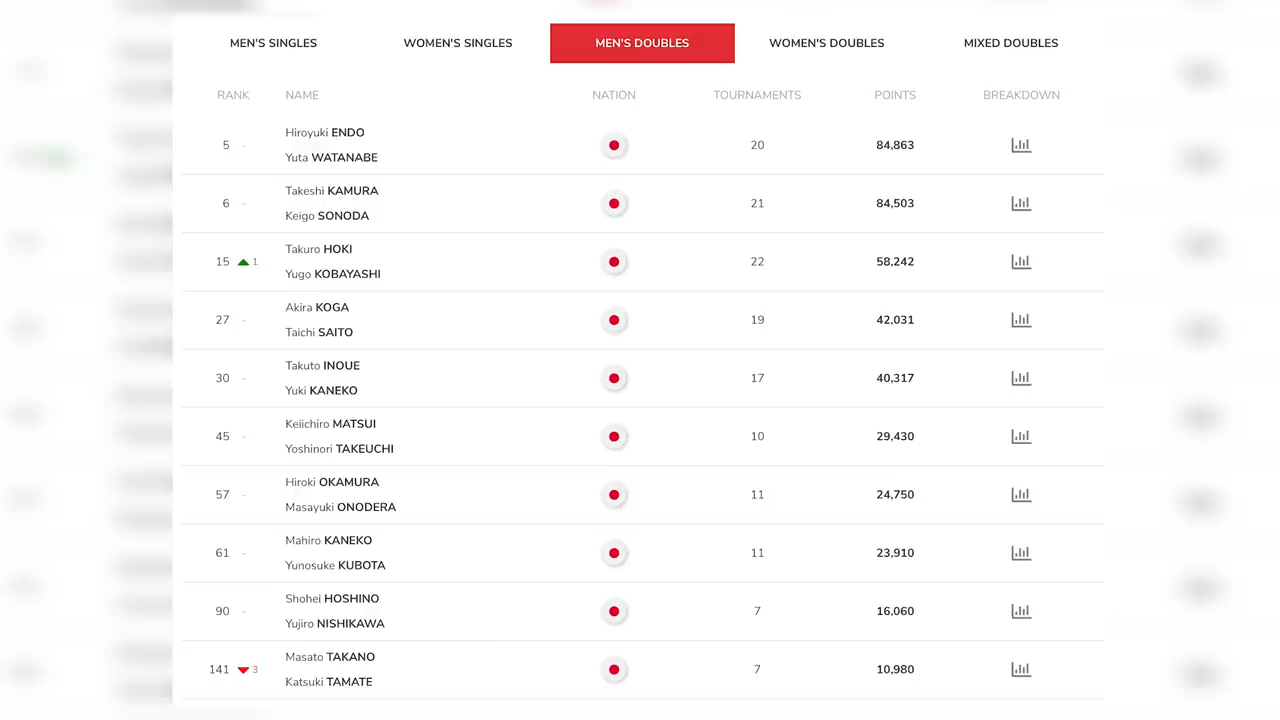 MEN'S SINGLES WOMEN'S SINGLES MEN'S DOUBLES WOMEN'S DOUBLES MIXED DOUBLES
RANK NAME NATION TOURNAMENTS POINTS BREAKDOWN
Hiroyuki ENDO
5 - 20 84,863
Yuta WATANABE
Takeshi KAMURA
6 - 21 84,503
Keigo SONODA
Takuro HOKI
15 1 22 58,242
Yugo KOBAYASHI
Akira KOGA
27 - 19 42,031
Taichi SAITO
Takuto INOUE
30 - 17 40,317
Yuki KANEKO
Keiichiro MATSUI
45 - 10 29,430
Yoshinori TAKEUCHI
Hiroki OKAMURA
57 - 11 24,750
Masayuki ONODERA
Mahiro KANEKO
61 - 11 23,910
Yunosuke KUBOTA
Shohei HOSHINO
90 - 7 16,060
Yujiro NISHIKAWA
Masato TAKANO
141 3 7 10,980
Katsuki TAMATE